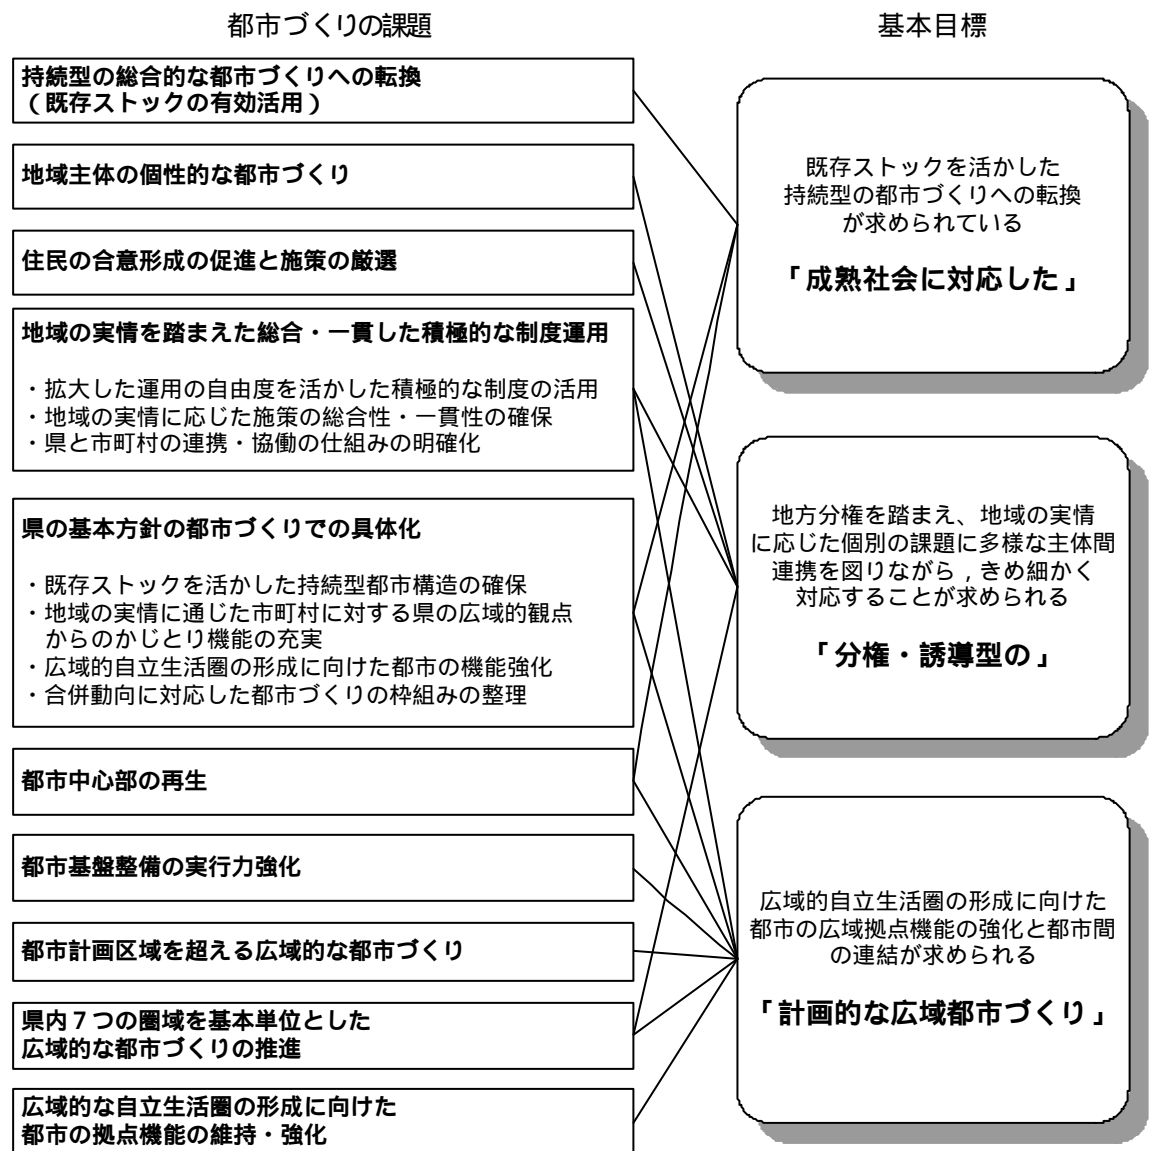 都市づくりの課題
持続型の総合的な都市づくりへの転換
(既存ストックの有効活用)
地域主体の個性的な都市づくり
住民の合意形成の促進と施策の厳選
地域の実情を踏まえた総合・一貫した積極的な制度運用
・拡大した運用の自由度を活かした積極的な制度の活用
・地域の実情に応じた施策の総合性・一貫性の確保
・県と市町村の連携・協働の仕組みの明確化
県の基本方針の都市づくりでの具体化
・既存ストックを活かした持続型都市構造の確保
・地域の実情に通じた市町村に対する県の広域的観点
からのかじとり機能の充実
・広域的自立生活圏の形成に向けた都市の機能強化
・合併動向に対応した都市づくりの枠組みの整理
都市中心部の再生
都市基盤整備の実行力強化
都市計画区域を超える広域的な都市づくり
県内7つの圏域を基本単位とした
広域的な都市づくりの推進
広域的な自立生活圏の形成に向けた
都市の拠点機能の維持・強化
基本目標
既存ストックを活かした
持続型の都市づくりへの転換
が求められている
「成熟社会に対応した」
地方分権を踏まえ、地域の実情
に応じた個別の課題に多様な主体間
連携を図りながら,きめ細かく
対応することが求められる
「分権・誘導型の」
広域的自立生活圏の形成に向けた
都市の広域拠点機能の強化と都市間
の連結が求められる
「計画的な広域都市づくり」